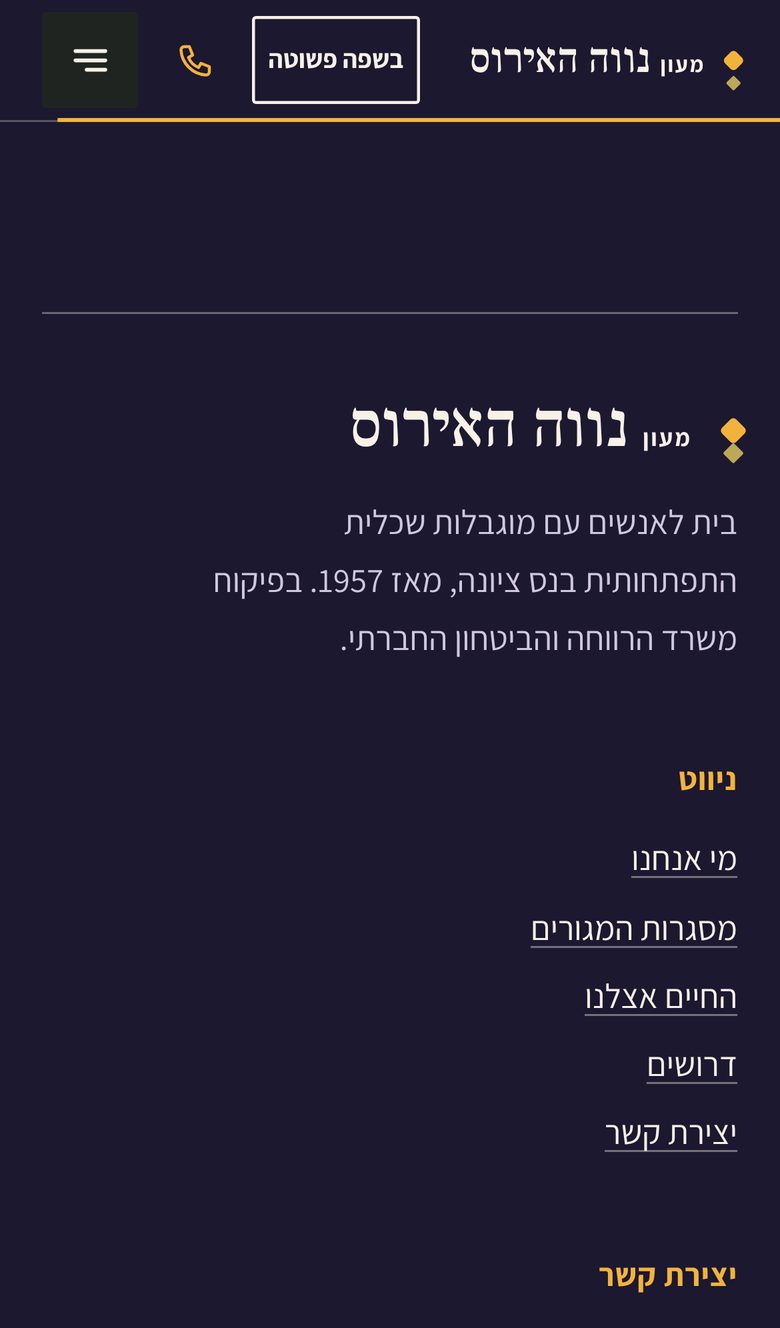 מעון נווה האירוס
בשפה פשוטה
מעון נווה האירוס
בית לאנשים עם מוגבלות שכלית
התפתחותית בנס ציונה, מאז 1957. בפיקוח
משרד הרווחה והביטחון החברתי.
ניווט
מי אנחנו
מסגרות המגורים
החיים אצלנו
דרושים
יצירת קשר
יצירת קשר